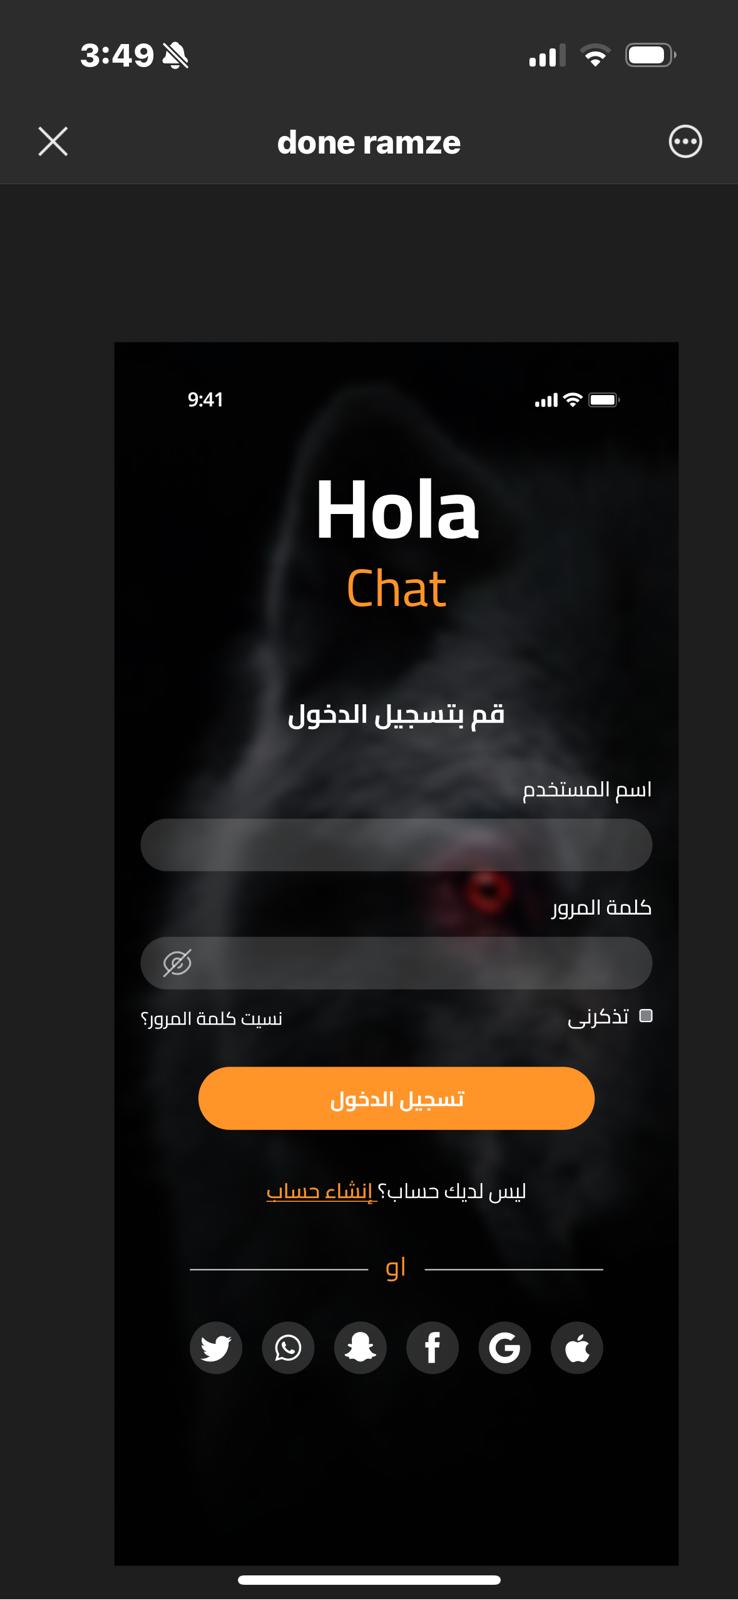 3:49
done ramze
9:41
Hola
Chat
قم بتسجيل الدخول
اسم المستخدم
كلمة المرور
تذكرنى
نسيت كلمة المرور؟
تسجيل الدخول
ليس لديك حساب؟ إنشاء حساب
او